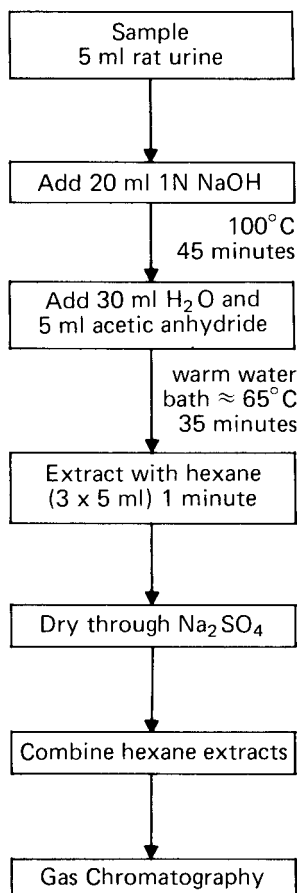 Sample
5 ml rat urine
Add 20 ml 1N NaOH
100°C
45 minutes
Add 30 ml H₂O and
5 ml acetic anhydride
warm water
bath ≈ 65°C
35 minutes
Extract with hexane
(3 x 5 ml) 1 minute
Dry through Na₂SO₄
Combine hexane extracts
Gas Chromatography